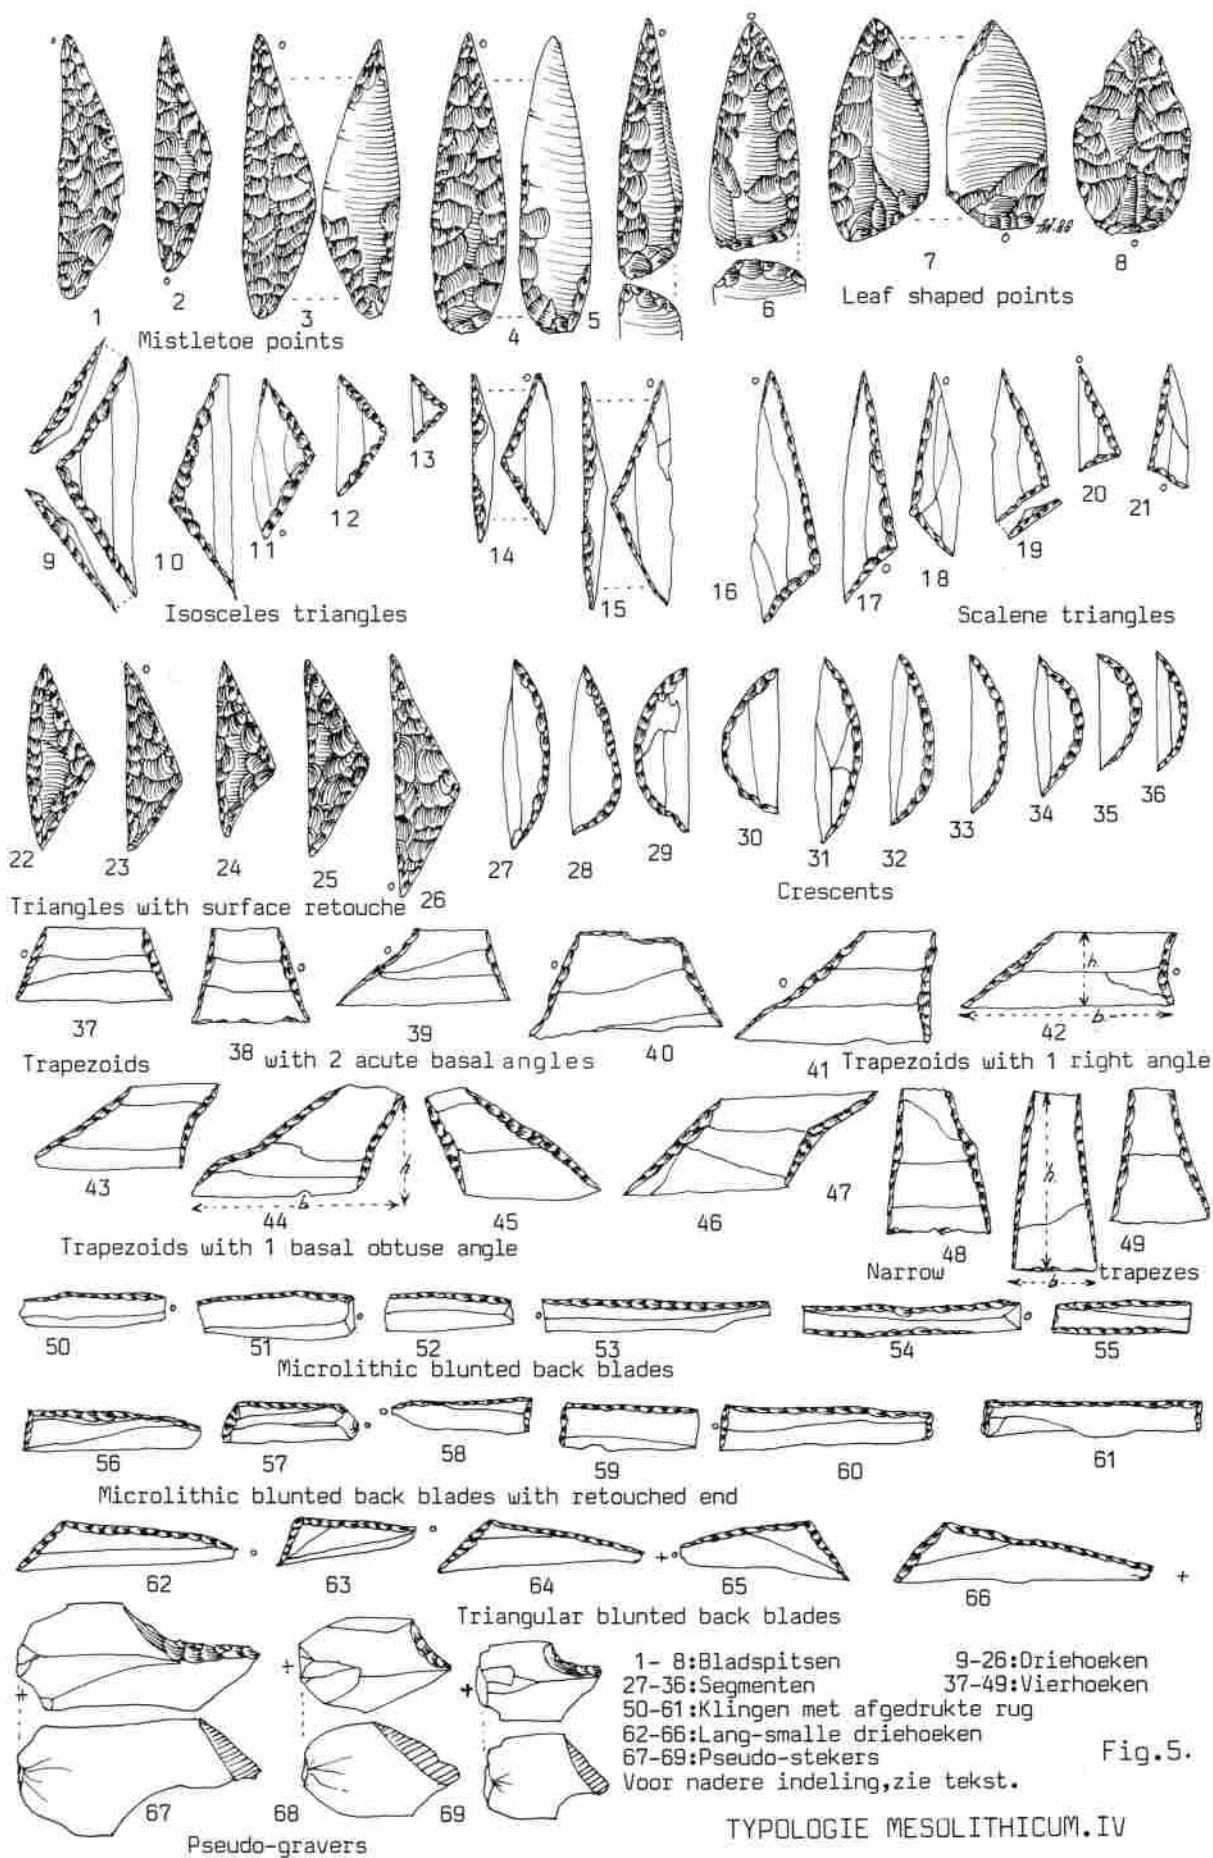 1 2 3 4 5 6 7 8
Mistletoe points
Leaf shaped points
9 10 11 12 13 14 15 16 17 18 19 20 21
Isosceles triangles
Scalene triangles
22 23 24 25 26 27 28 29 30 31 32 33 34 35 36
Triangles with surface retouche
Crescents
37 38 39 40 41 42
h.
b
Trapezoids with 2 acute basal angles
Trapezoids with 1 right angle
43 44 45 46 47 48 49
h
b
h.
b
Trapezoids with 1 basal obtuse angle
Narrow trapezes
50 51 52 53 54 55
Microlithic blunted back blades
56 57 58 59 60 61
Microlithic blunted back blades with retouched end
62 63 64 65 66
Triangular blunted back blades
67 68 69
Pseudo-gravers
1- 8:Bladspitsen 9-26:Driehoeken
27-36:Segmenten 37-49:Vierhoeken
50-61:Klingen met afgedrukte rug
62-66:Lang-smalle driehoeken
67-69:Pseudo-stekers
Voor nadere indeling,zie tekst.
Fig.5.
TYPOLOGIE MESOLITHICUM.IV